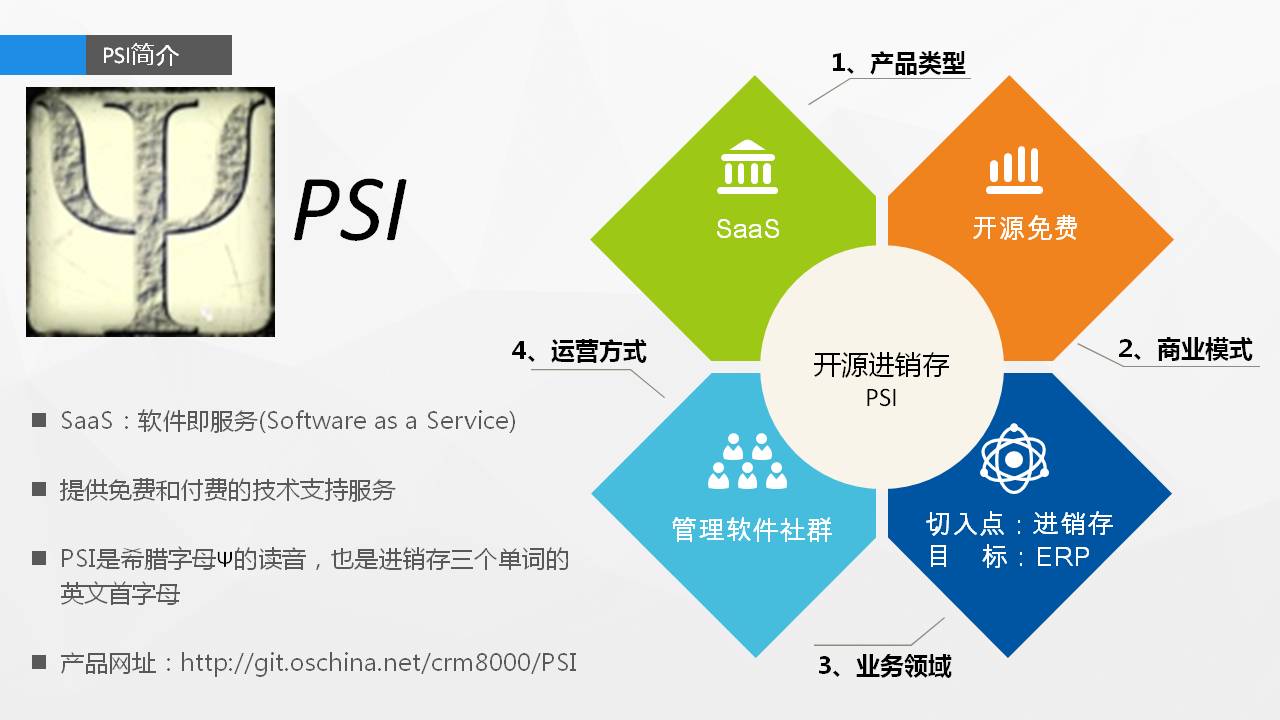 PSI简介
PSI
SaaS：软件即服务(Software as a Service)
提供免费和付费的技术支持服务
PSI是希腊字母Ψ的读音，也是进销存三个单词的
英文首字母
产品网址：http://git.oschina.net/crm8000/PSI
1、产品类型
SaaS
开源免费
2、商业模式
4、运营方式
开源进销存
PSI
管理软件社群
切入点：进销存
目 标：ERP
3、业务领域